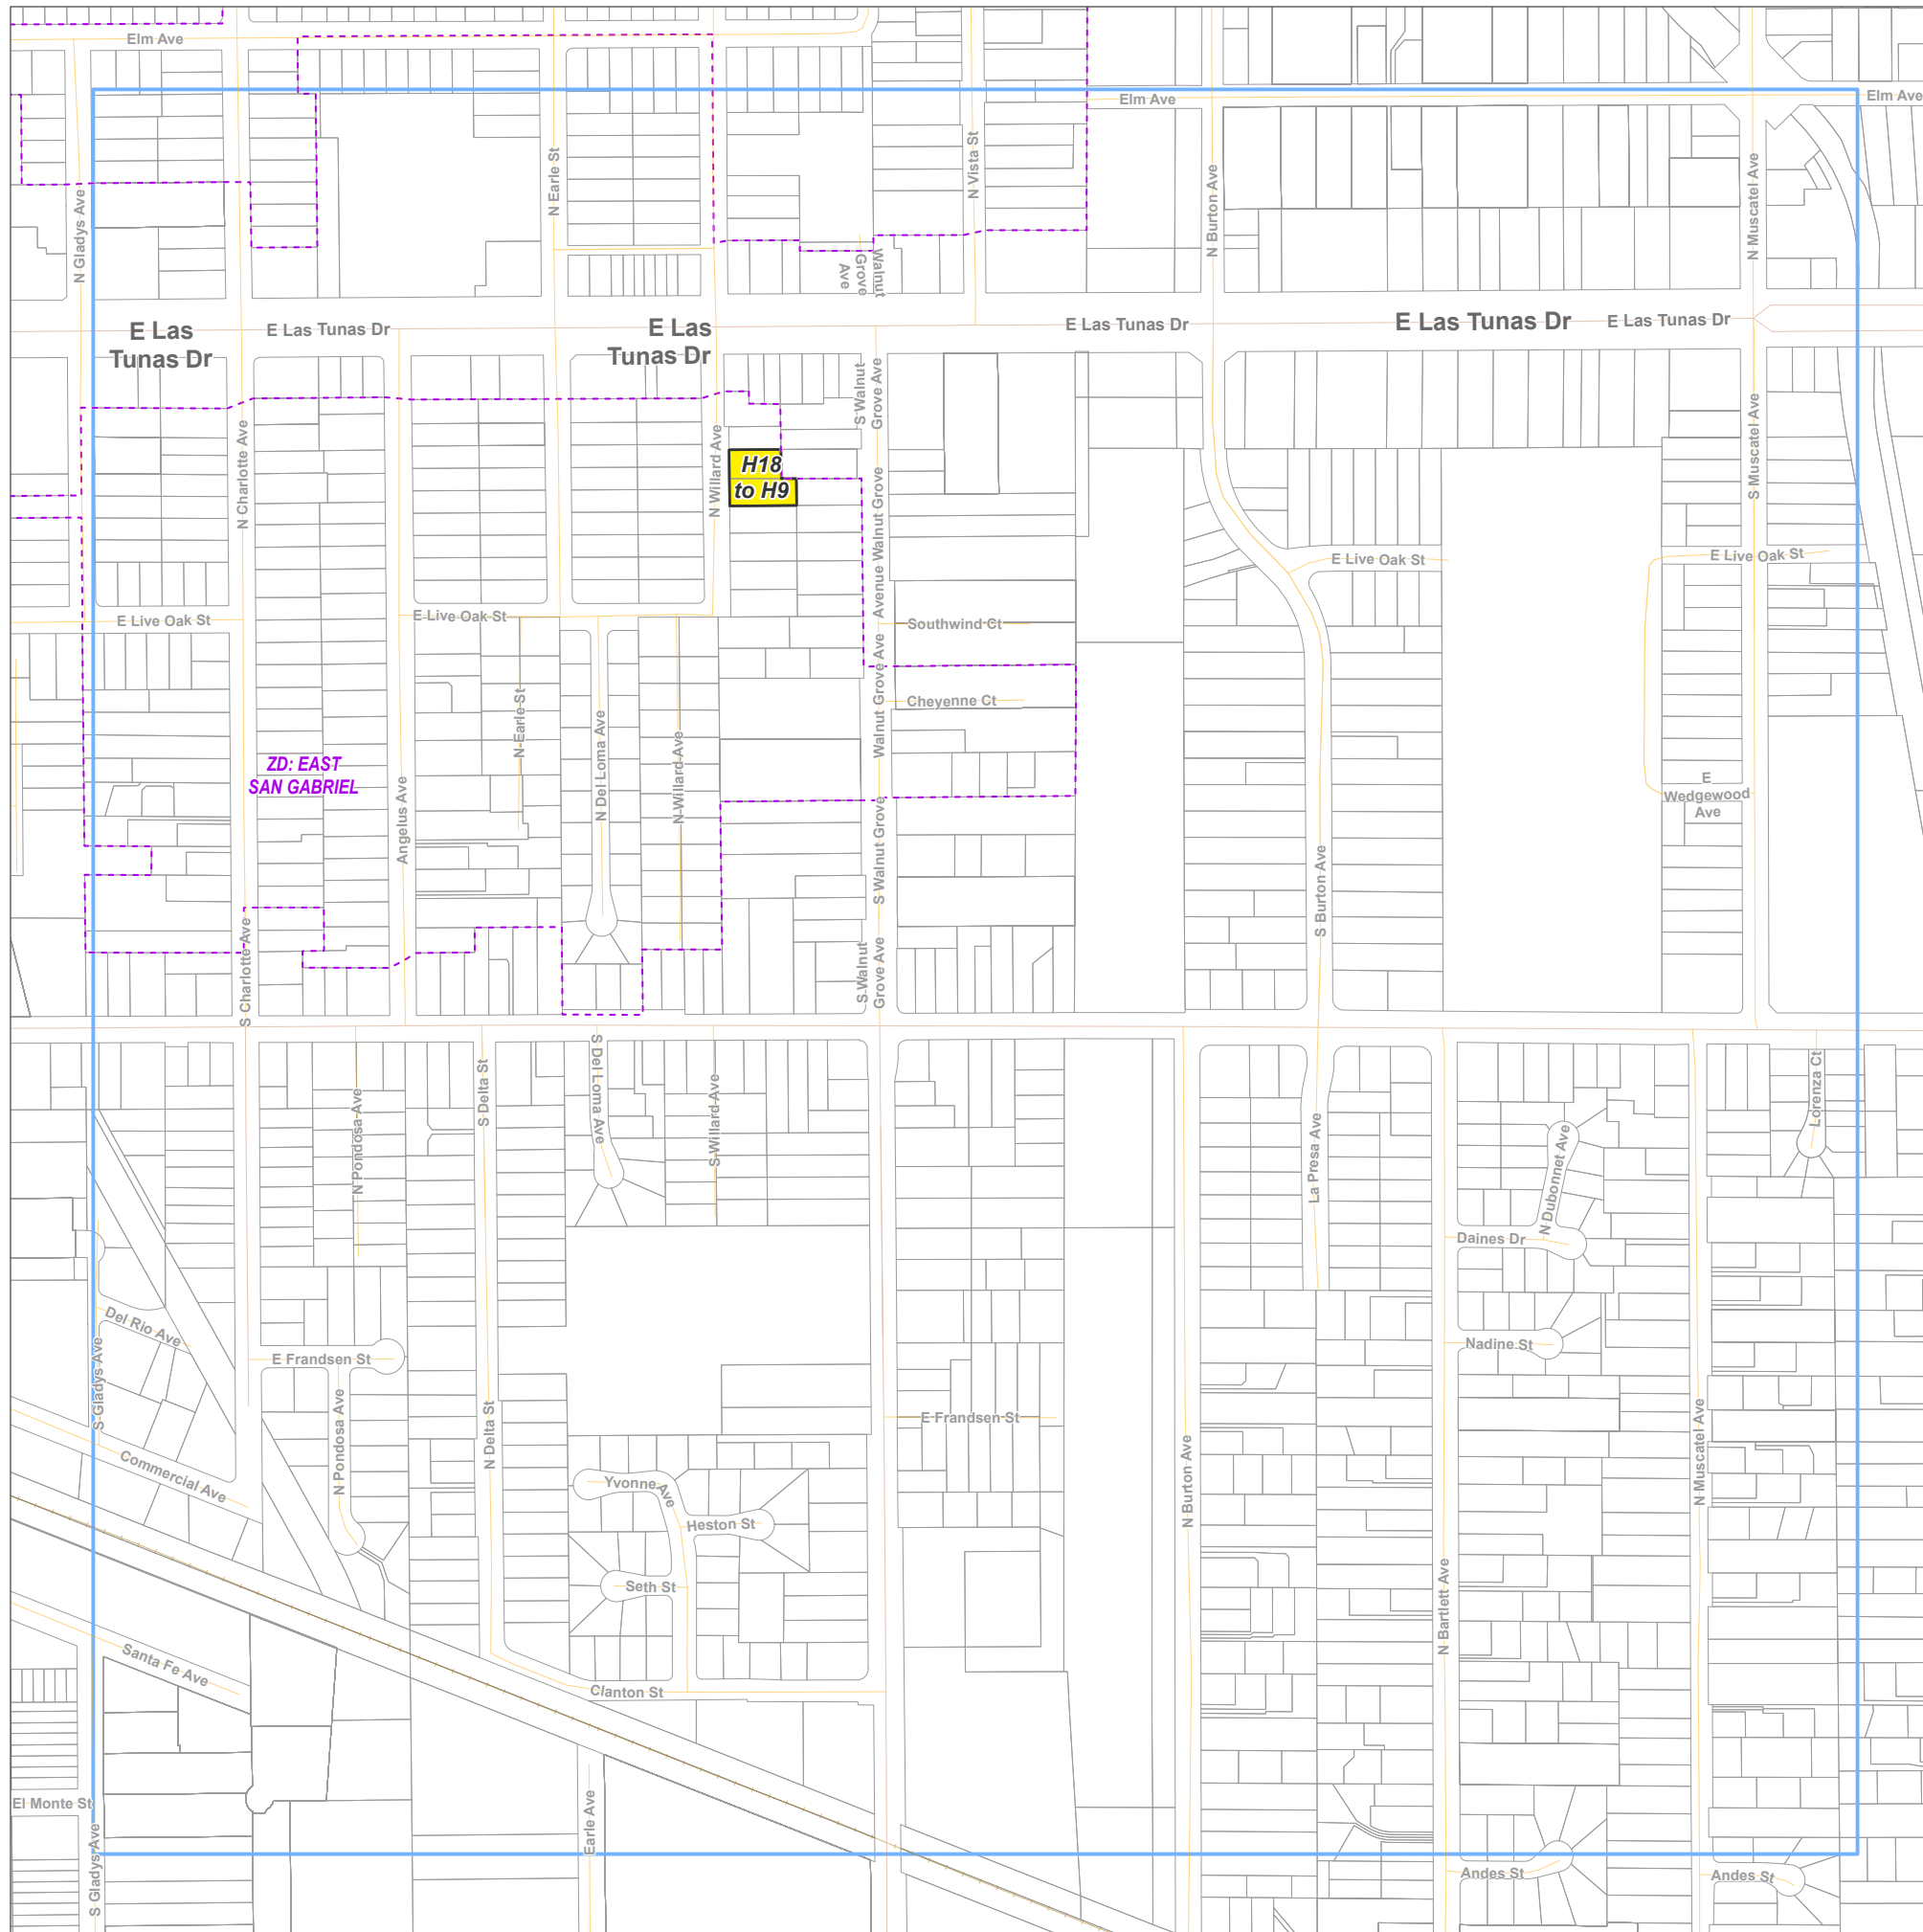 Elm Ave
Elm Ave
Elm Ave
N Gladys Ave
N Earle St
N Vista St
N Burton Ave
N Muscatel Ave
Walnut
Grove
Ave
E Las
Tunas Dr
E Las Tunas Dr
E Las
Tunas Dr
E Las Tunas Dr
E Las Tunas Dr
E Las Tunas Dr
N Charlotte Ave
N Willard Ave
H18
to H9
S Walnut
Grove Ave
Avenue Walnut Grove
S Muscatel Ave
E Live Oak St
E Live Oak St
E Live Oak St
E Live Oak St
Southwind Ct
Walnut Grove Ave
Cheyenne Ct
N Earle St
N Del Loma Ave
N Willard Ave
ZD: EAST
SAN GABRIEL
Angelus Ave
S Walnut Grove
S Burton Ave
E
Wedgewood
Ave
S Charlotte Ave
S Walnut
Grove Ave
N Pondosa Ave
S Delta St
S Del Loma Ave
S Willard Ave
La Presa Ave
N Dubonnet Ave
Lorenza Ct
Daines Dr
Del Rio Ave
S Gladys Ave
E Frandsen St
Nadine St
N Pondosa Ave
N Delta St
E Frandsen St
N Muscatel Ave
Commercial Ave
Yvonne Ave
Heston St
N Burton Ave
Seth St
N Bartlett Ave
Santa Fe Ave
Clanton St
El Monte St
S Gladys Ave
Earle Ave
Andes St
Andes St